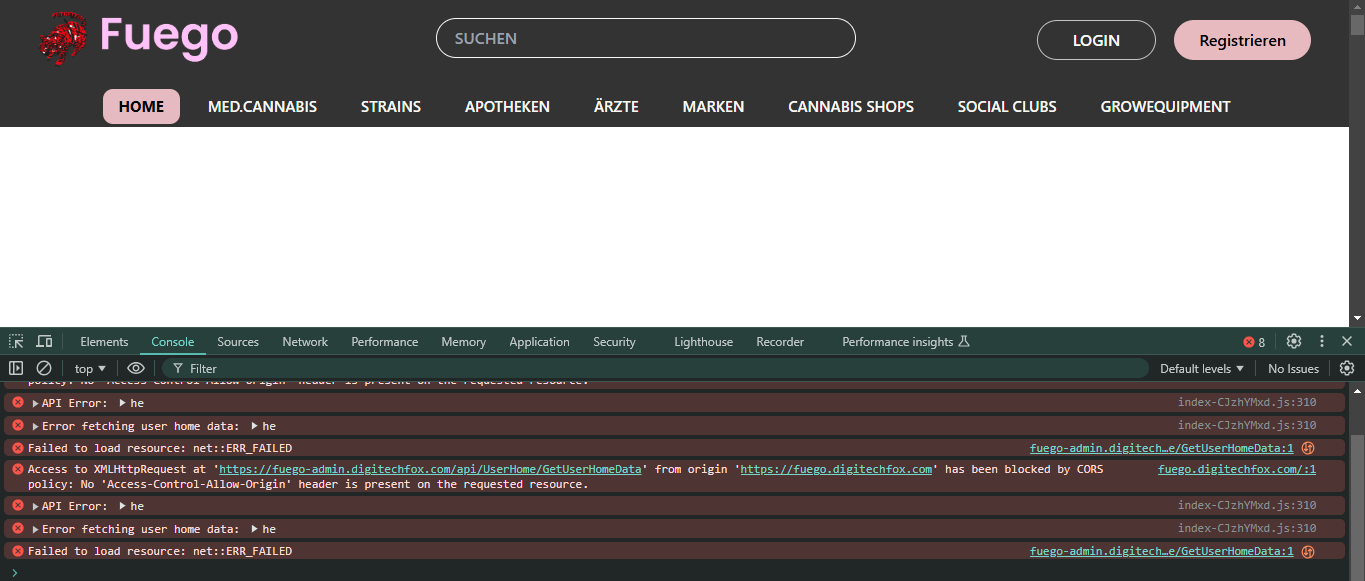 Fuego
SUCHEN
LOGIN
Registrieren
HOME MED.CANNABIS STRAINS APOTHEKEN ÄRZTE MARKEN CANNABIS SHOPS SOCIAL CLUBS GROWEQUIPMENT
Elements Console Sources Network Performance Memory Application Security Lighthouse Recorder Performance insights 8
top Filter Default levels No Issues
policy: No 'Access-Control-Allow-Origin' header is present on the requested resource.
API Error: he index-CJzhYMxd.js:310
Error fetching user home data: he index-CJzhYMxd.js:310
Failed to load resource: net::ERR_FAILED fuego-admin.digitech…e/GetUserHomeData:1
Access to XMLHttpRequest at 'https://fuego-admin.digitechfox.com/api/UserHome/GetUserHomeData' from origin 'https://fuego.digitechfox.com' has been blocked by CORS fuego.digitechfox.com/:1
policy: No 'Access-Control-Allow-Origin' header is present on the requested resource.
API Error: he index-CJzhYMxd.js:310
Error fetching user home data: he index-CJzhYMxd.js:310
Failed to load resource: net::ERR_FAILED fuego-admin.digitech…e/GetUserHomeData:1